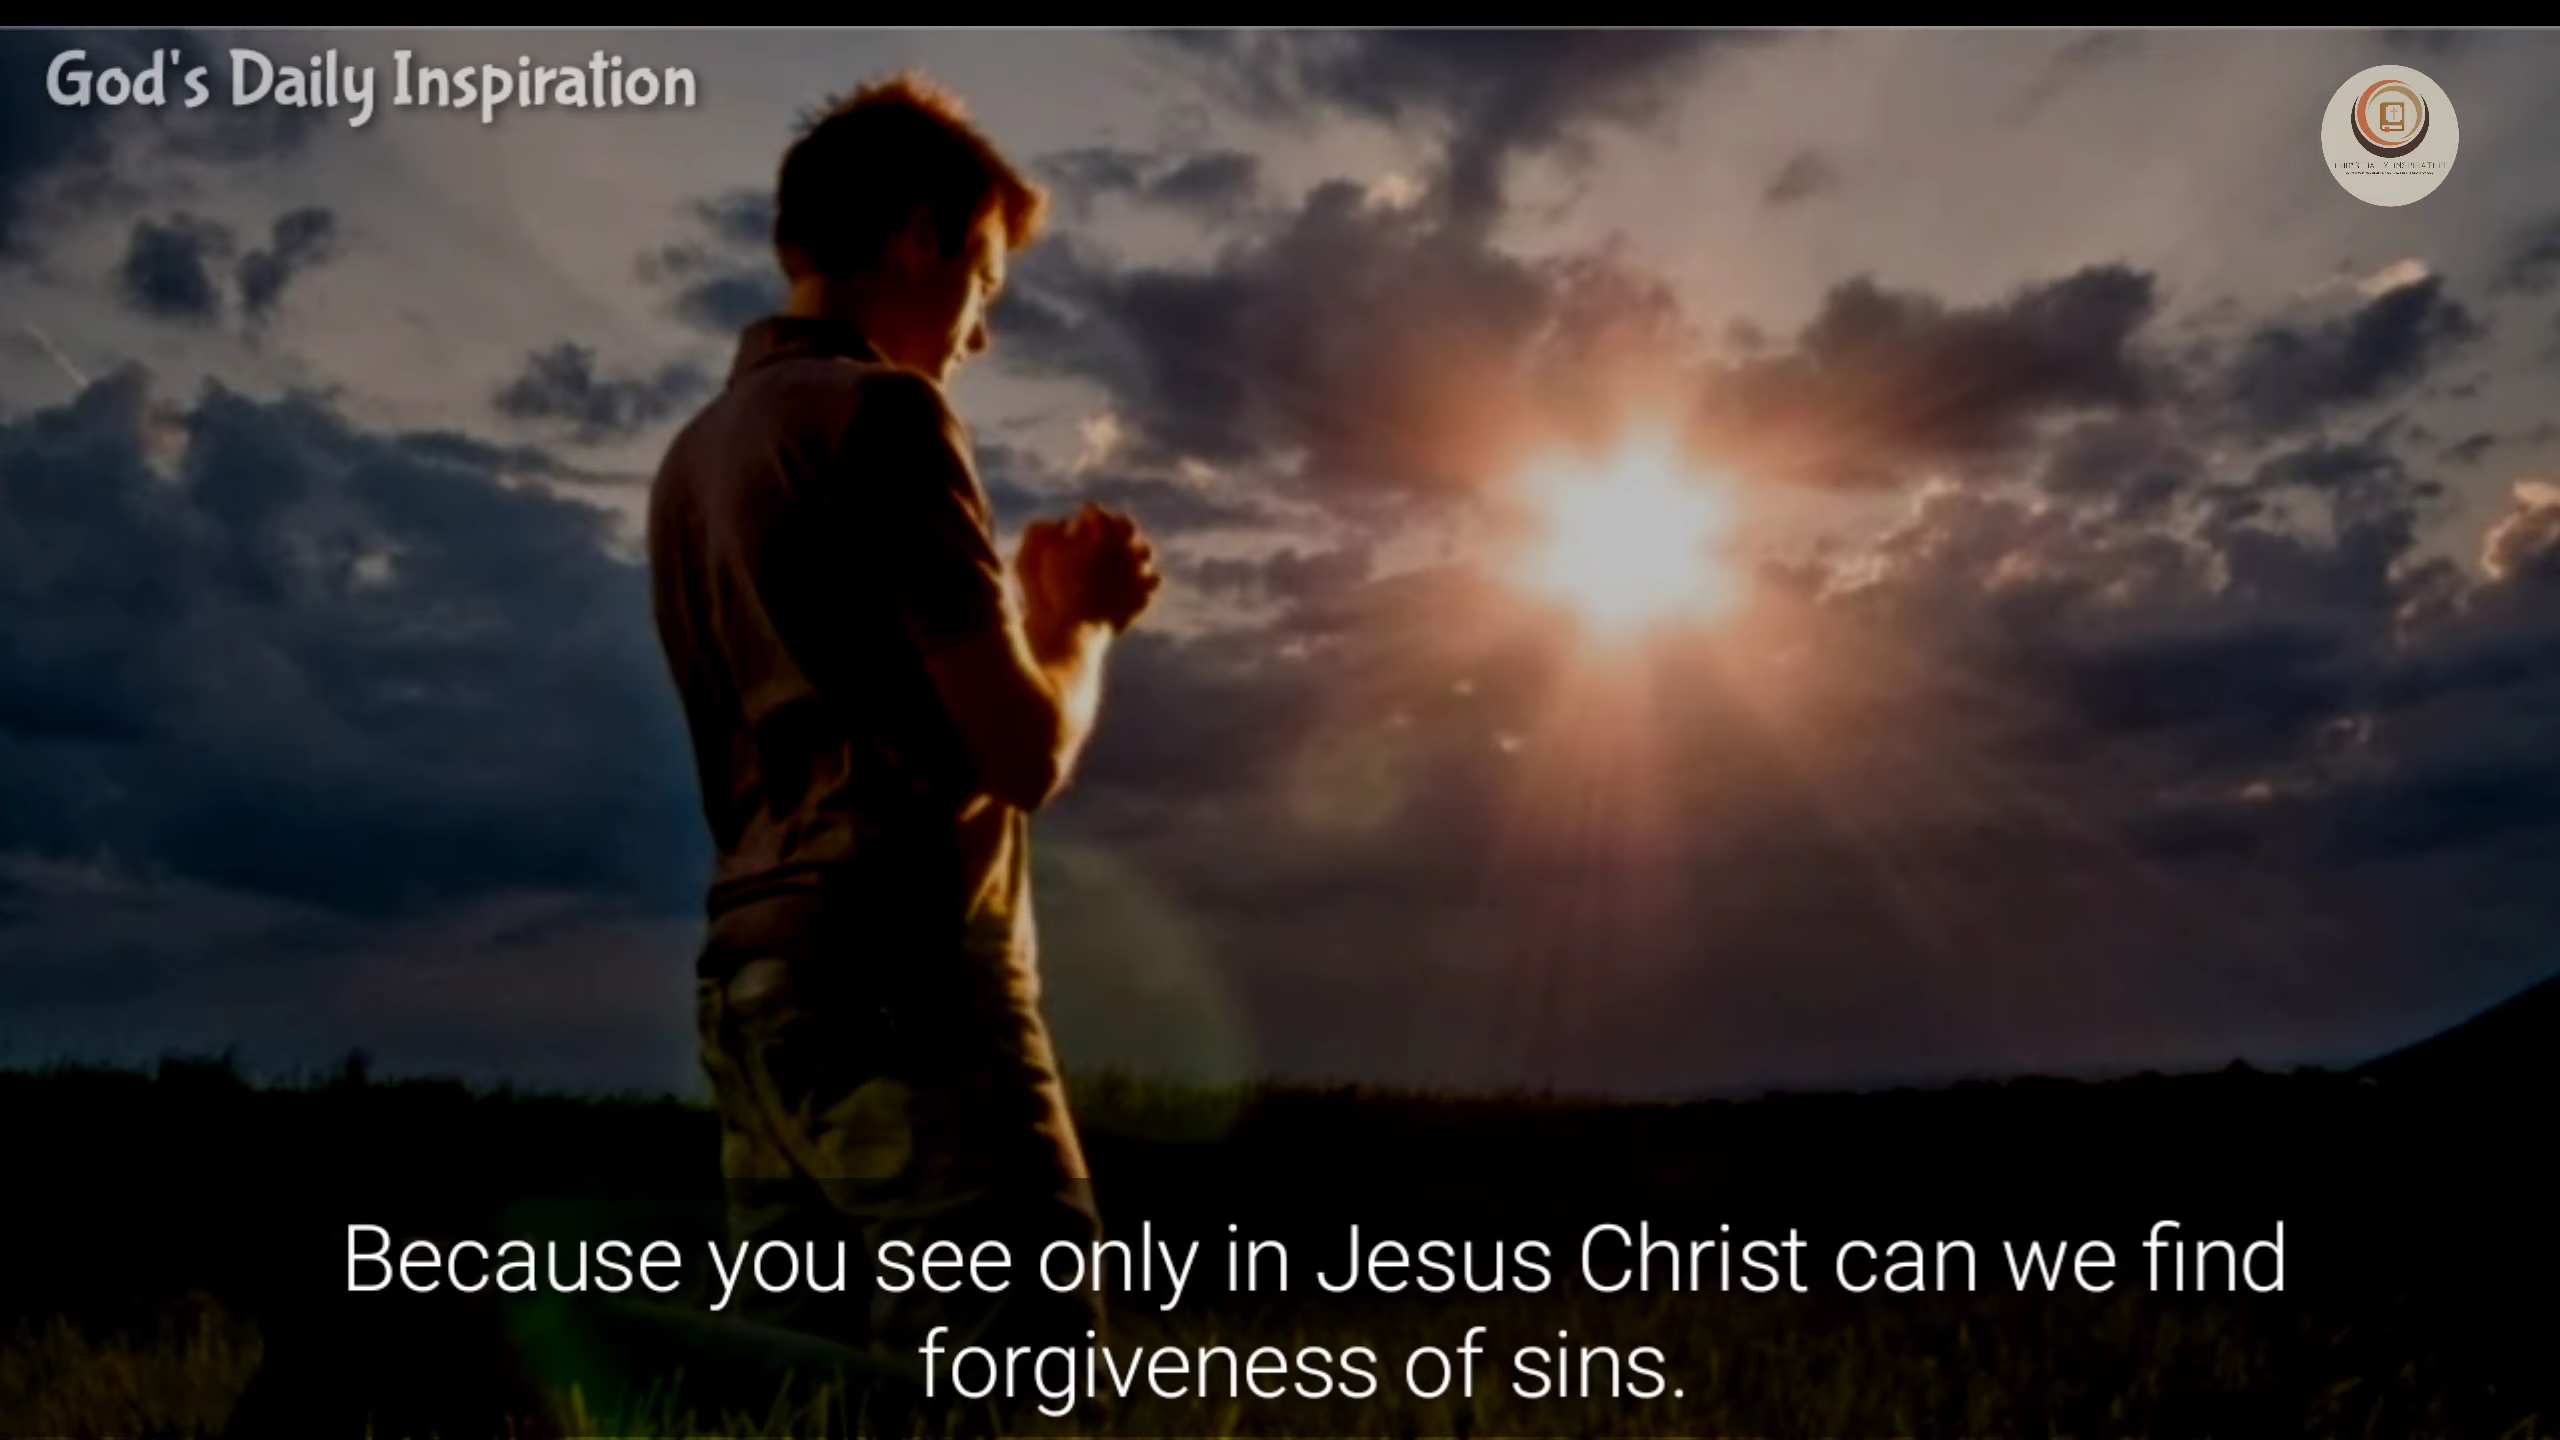 God's Daily Inspiration
Because you see only in Jesus Christ can we find
forgiveness of sins.